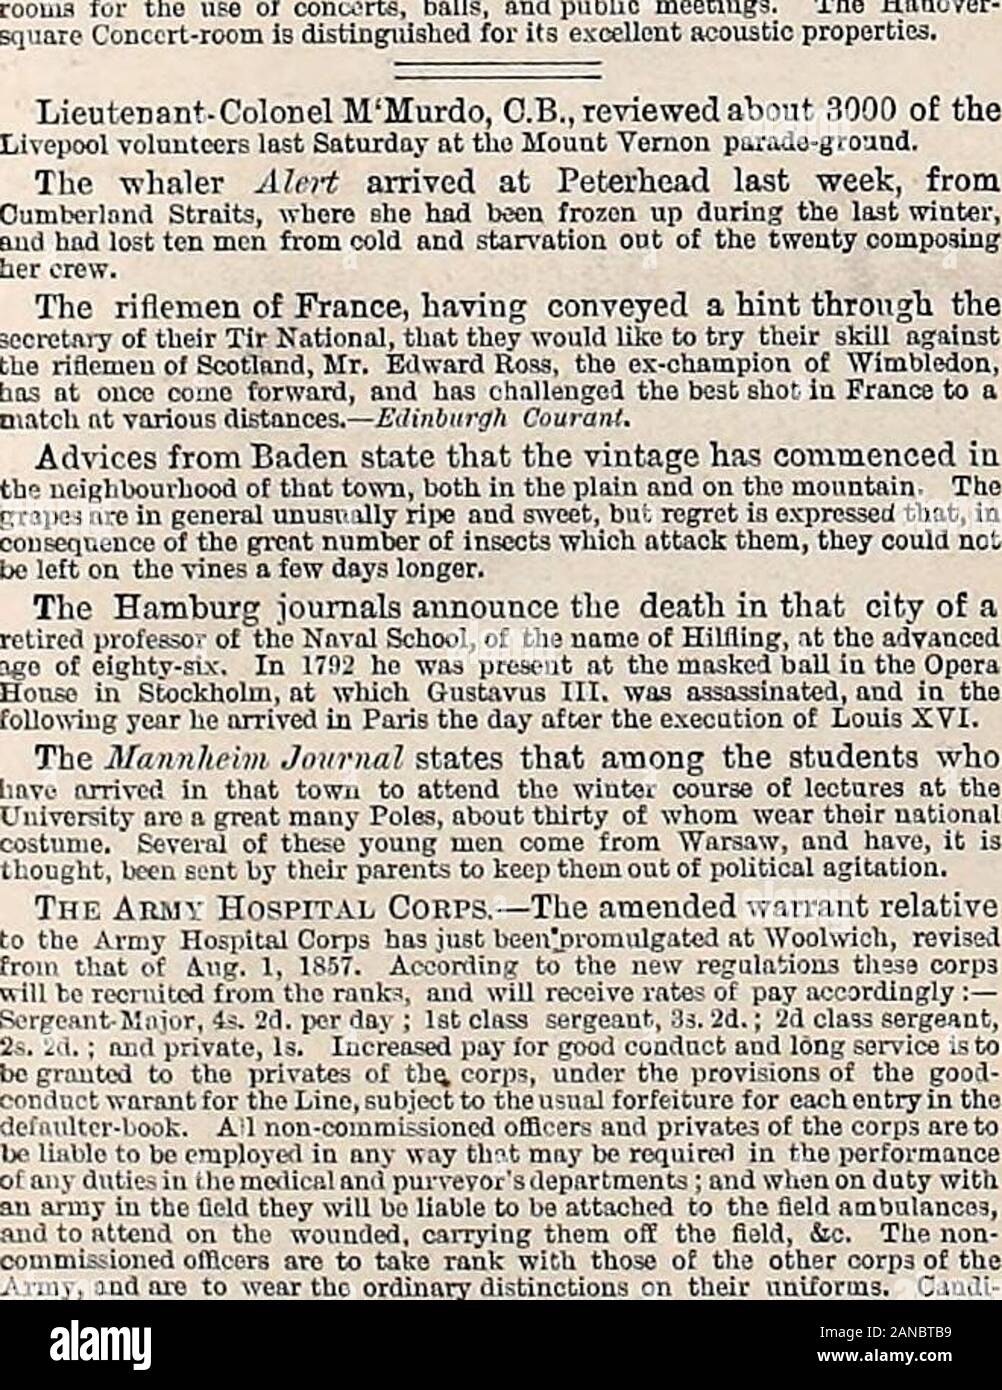 rooms for the use of concerts, balls, and public meetings. The Hanover-
square Concert-room is distinguished for its excellent acoustic properties.
Lieutenant-Colonel M‘Murdo, C.B., reviewed about 3000 of the
Livepool volunteers last Saturday at the Mount Vernon parade-ground.
The whaler Alert arrived at Peterhead last week, from
Cumberland Straits, where she had been frozen up during the last winter,
and had lost ten men from cold and starvation out of the twenty composing
her crew.
The riflemen of France, having conveyed a hint through the
secretary of their Tir National, that they would like to try their skill against
the riflemen of Scotland, Mr. Edward Ross, the ex-champion of Wimbledon,
has at once come forward, and has challenged the best shot in France to a
match at various distances.—Edinburgh Courant.
Advices from Baden state that the vintage has commenced in
the neighbourhood of that town, both in the plain and on the mountain. The
grapes are in general unusually ripe and sweet, but regret is expressed that, in
consequence of the great number of insects which attack them, they could not
be left on the vines a few days longer.
The Hamburg journals announce the death in that city of a
retired professor of the Naval School, of the name of Hilfling, at the advanced
age of eighty-six. In 1792 he was present at the masked ball in the Opera
House in Stockholm, at which Gustavus III. was assassinated, and in the
following year he arrived in Paris the day after the execution of Louis XVI.
The Mannheim Journal states that among the students who
have arrived in that town to attend the winter course of lectures at the
University are a great many Poles, about thirty of whom wear their national
costume. Several of these young men come from Warsaw, and have, it is
thought, been sent by their parents to keep them out of political agitation.
THE ARMY HOSPITAL CORPS.—The amended warrant relative
to the Army Hospital Corps has just been promulgated at Woolwich, revised
from that of Aug. 1, 1857. According to the new regulations these corps
will be recruited from the ranks, and will receive rates of pay accordingly :—
Sergeant-Major, 4s. 2d. per day ; 1st class sergeant, 3s. 2d. ; 2d class sergeant,
2s. 2d. ; and private, 1s. Increased pay for good conduct and long service is to
be granted to the privates of the corps, under the provisions of the good-
conduct warant for the Line, subject to the usual forfeiture for each entry in the
defaulter-book. All non-commissioned officers and privates of the corps are to
be liable to be employed in any way that may be required in the performance
of any duties in the medical and purveyor's departments ; and when on duty with
an army in the field they will be liable to be attached to the field ambulances,
and to attend on the wounded, carrying them off the field, &c. The non-
commissioned officers are to take rank with those of the other corps of the
Army, and are to wear the ordinary distinctions on their uniforms. Candi-
alamy
Image ID: 2ANBTB9
www.alamy.com